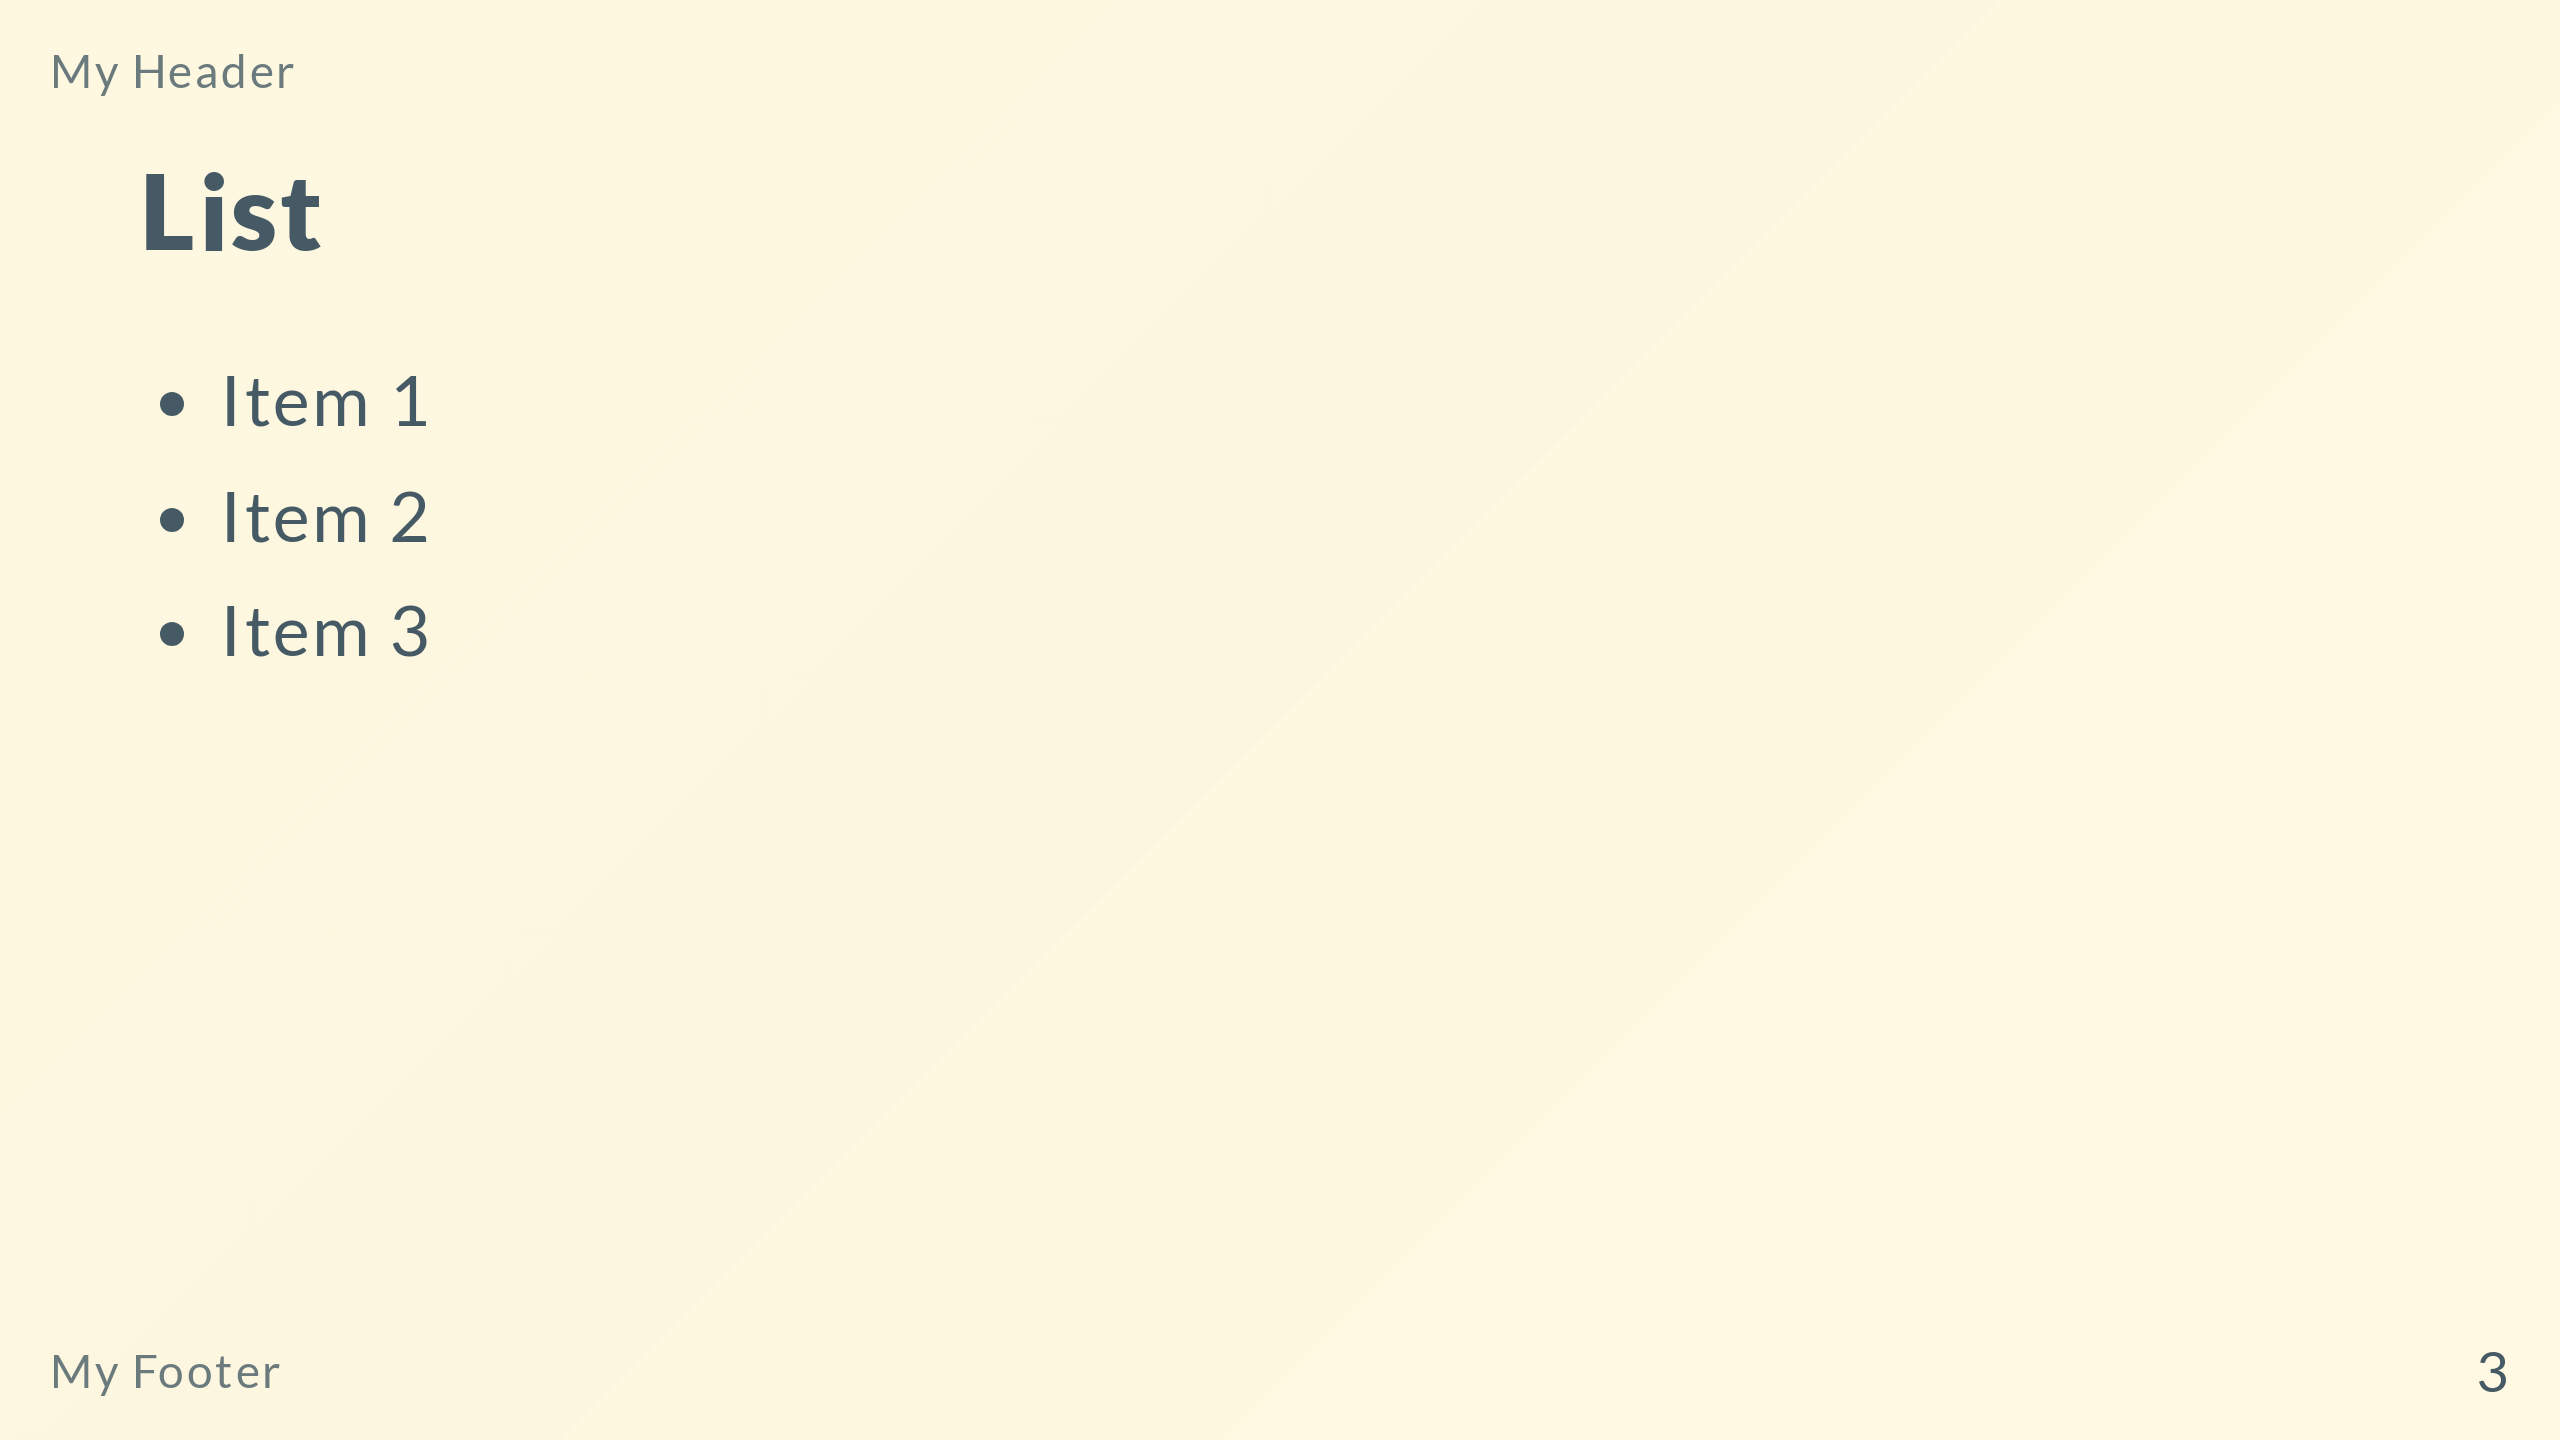 My Header
List
• Item 1
• Item 2
• Item 3
My Footer
3